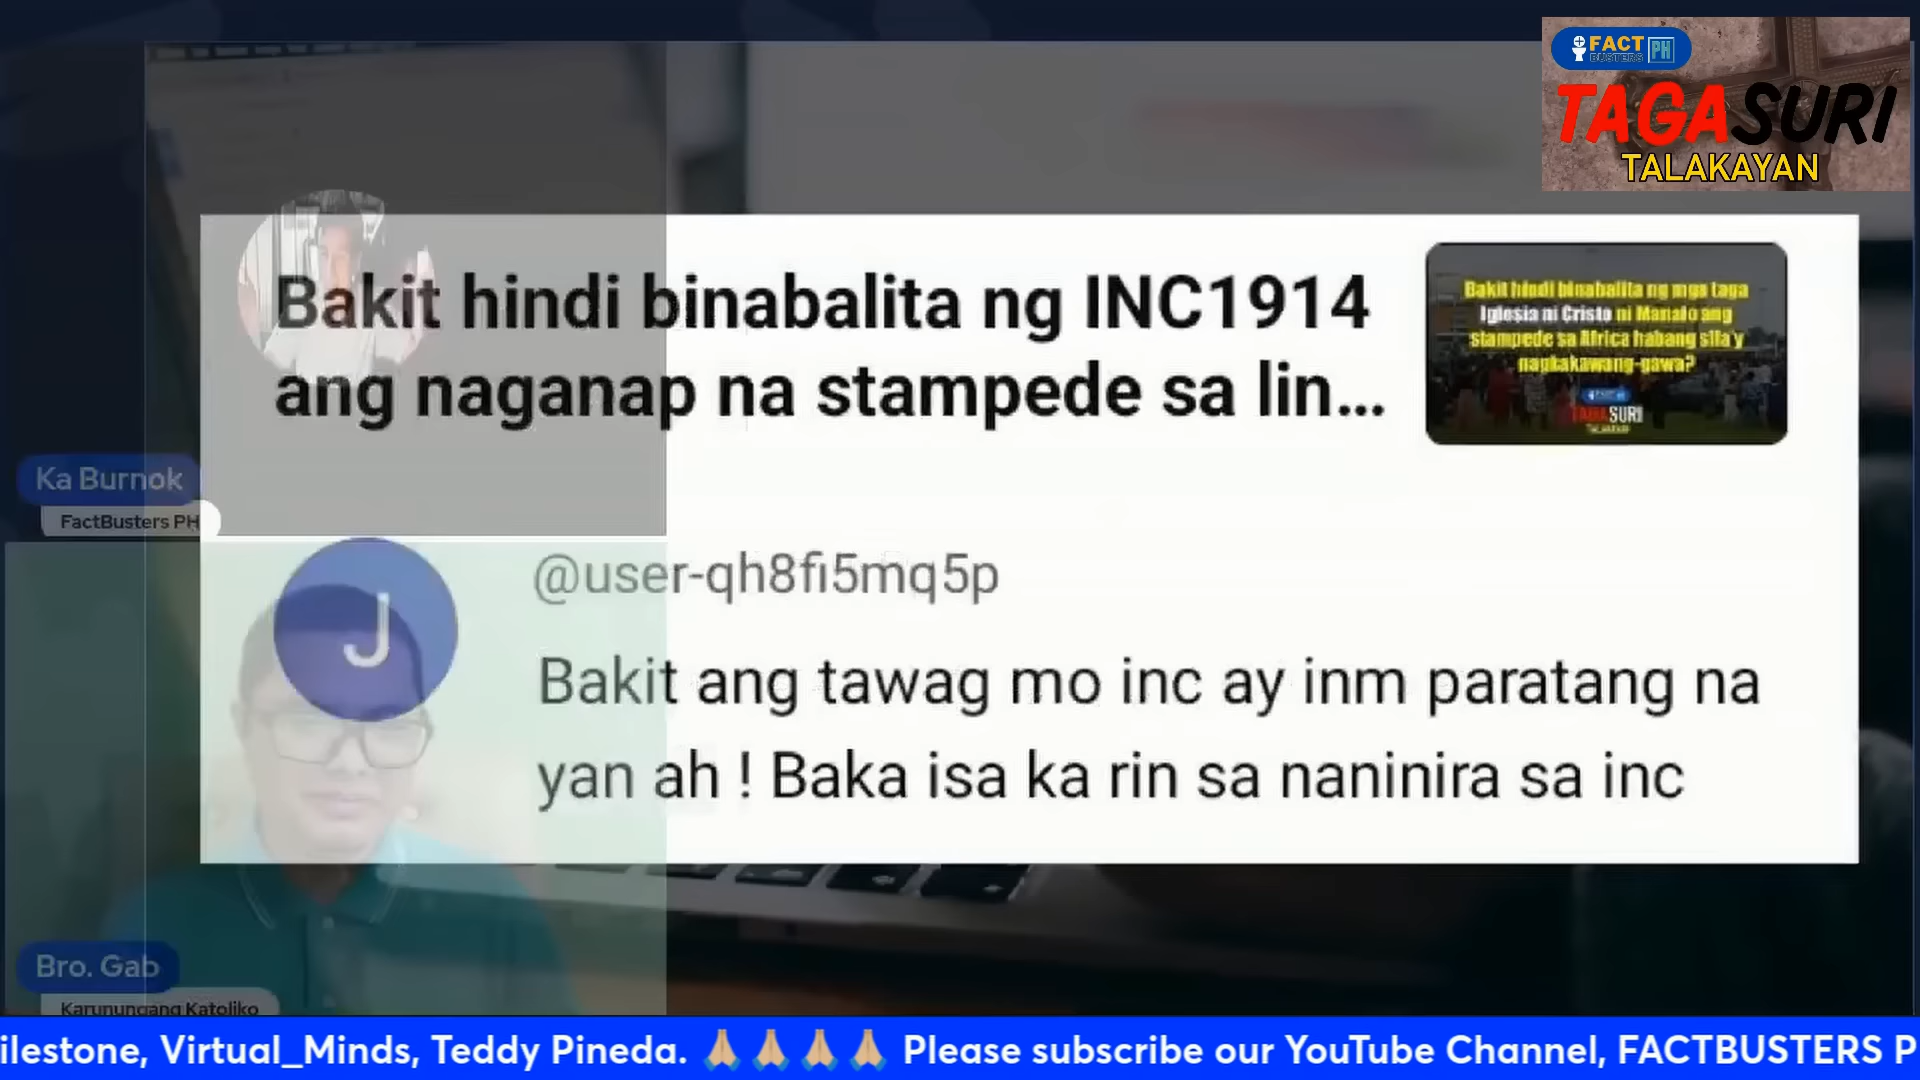 FACT
BUSTERS PH
TAGASURI
TALAKAYAN
Bakit hindi binabalita ng INC1914
ang naganap na stampede sa lin...
Bakit hindi binabalita ng mga taga
Iglesia ni Cristo ni Manalo ang
stampede sa Africa habang sila'y
nagkakawang-gawa?
TAGASURI
TALAKAYAN
Ka Burnok
FactBusters PH
J
@user-qh8fi5mq5p
Bakit ang tawag mo inc ay inm paratang na
yan ah ! Baka isa ka rin sa naninira sa inc
Bro. Gab
Karunungang Katoliko
ilestone, Virtual_Minds, Teddy Pineda. 🙏🏼🙏🏼🙏🏼🙏🏼 Please subscribe our YouTube Channel, FACTBUSTERS P